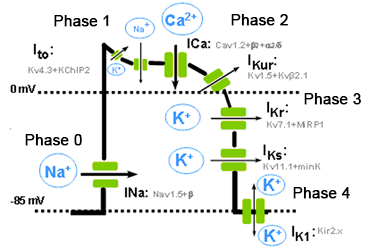 Phase 1
Phase 2
Ca2+
Na+
Ito:
Kv4.3+KChIP2
K+
ICa: Cav1.2+β2+α2δ
IKur:
Kv1.5+Kvβ2.1
0 mV
Phase 3
K+
IKr:
Kv7.1+MiRP1
Phase 0
K+
IKs:
Kv11.1+minK
Na+
INa: Nav1.5+β
Phase 4
K+
-85 mV
K+
IK1: Kir2.x